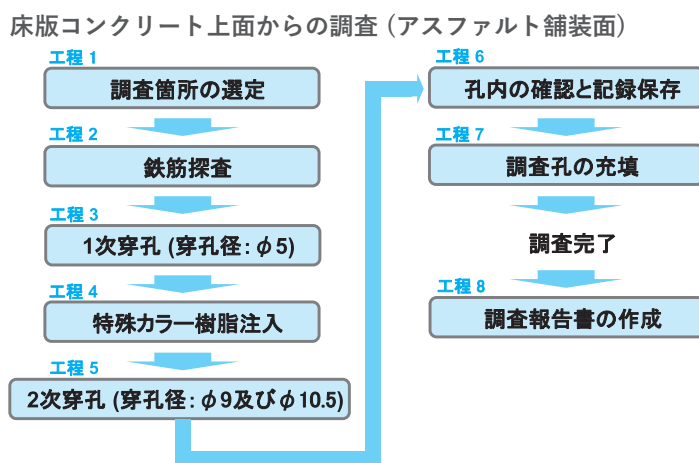 床版コンクリート上面からの調査 (アスファルト舗装面)
工程 1
調査箇所の選定
工程 2
鉄筋探査
工程 3
1次穿孔 (穿孔径：φ5)
工程 4
特殊カラー樹脂注入
工程 5
2次穿孔 (穿孔径：φ9及びφ10.5)
工程 6
孔内の確認と記録保存
工程 7
調査孔の充填
調査完了
工程 8
調査報告書の作成